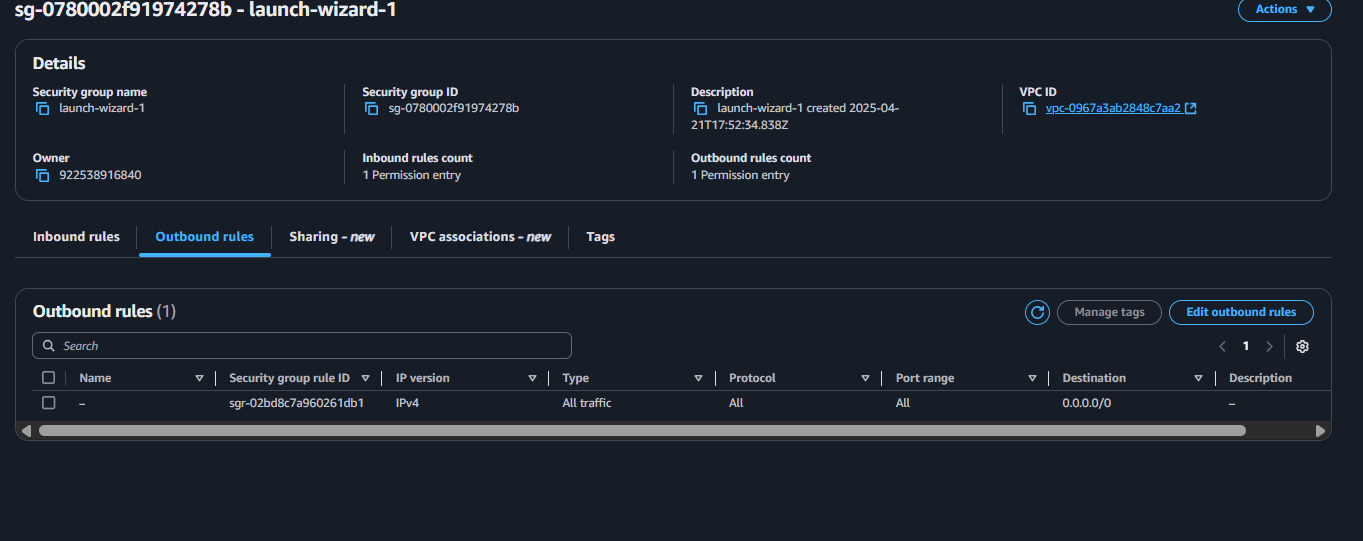 sg-0780002f91974278b - launch-wizard-1
Actions
Details
Security group name
launch-wizard-1
Security group ID
sg-0780002f91974278b
Description
launch-wizard-1 created 2025-04-
21T17:52:34.838Z
VPC ID
vpc-0967a3ab2848c7aa2
Owner
922538916840
Inbound rules count
1 Permission entry
Outbound rules count
1 Permission entry
Inbound rules Outbound rules Sharing - new VPC associations - new Tags
Outbound rules (1)
Manage tags Edit outbound rules
Search
1
Name Security group rule ID IP version Type Protocol Port range Destination Description
– sgr-02bd8c7a960261db1 IPv4 All traffic All All 0.0.0.0/0 –